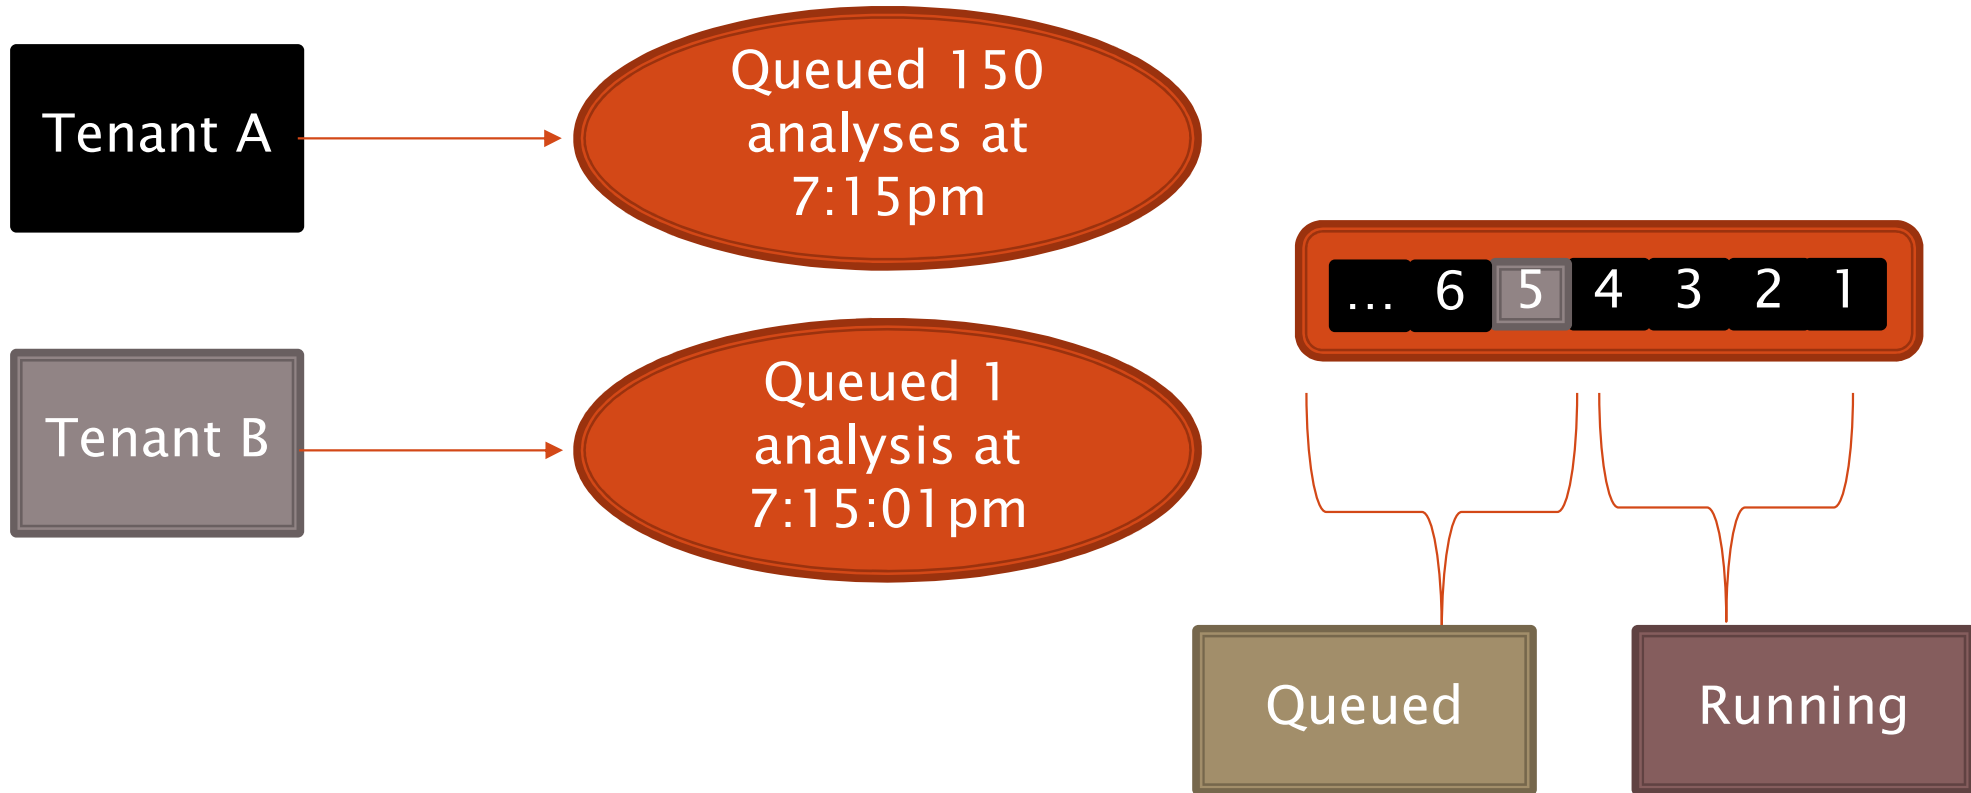 Tenant A
Queued 150
analyses at
7:15pm
Tenant B
Queued 1
analysis at
7:15:01pm
... 6 5 4 3 2 1
Queued
Running